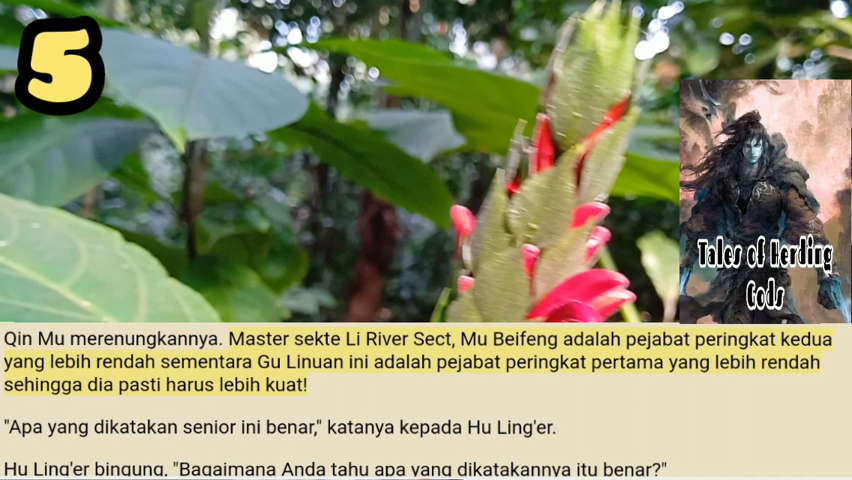 5
Tales of Herding
Gods
Qin Mu merenungkannya. Master sekte Li River Sect, Mu Beifeng adalah pejabat peringkat kedua
yang lebih rendah sementara Gu Linuan ini adalah pejabat peringkat pertama yang lebih rendah
sehingga dia pasti harus lebih kuat!
"Apa yang dikatakan senior ini benar," katanya kepada Hu Ling'er.
Hu Ling'er bingung. "Bagaimana Anda tahu apa yang dikatakannya itu benar?"